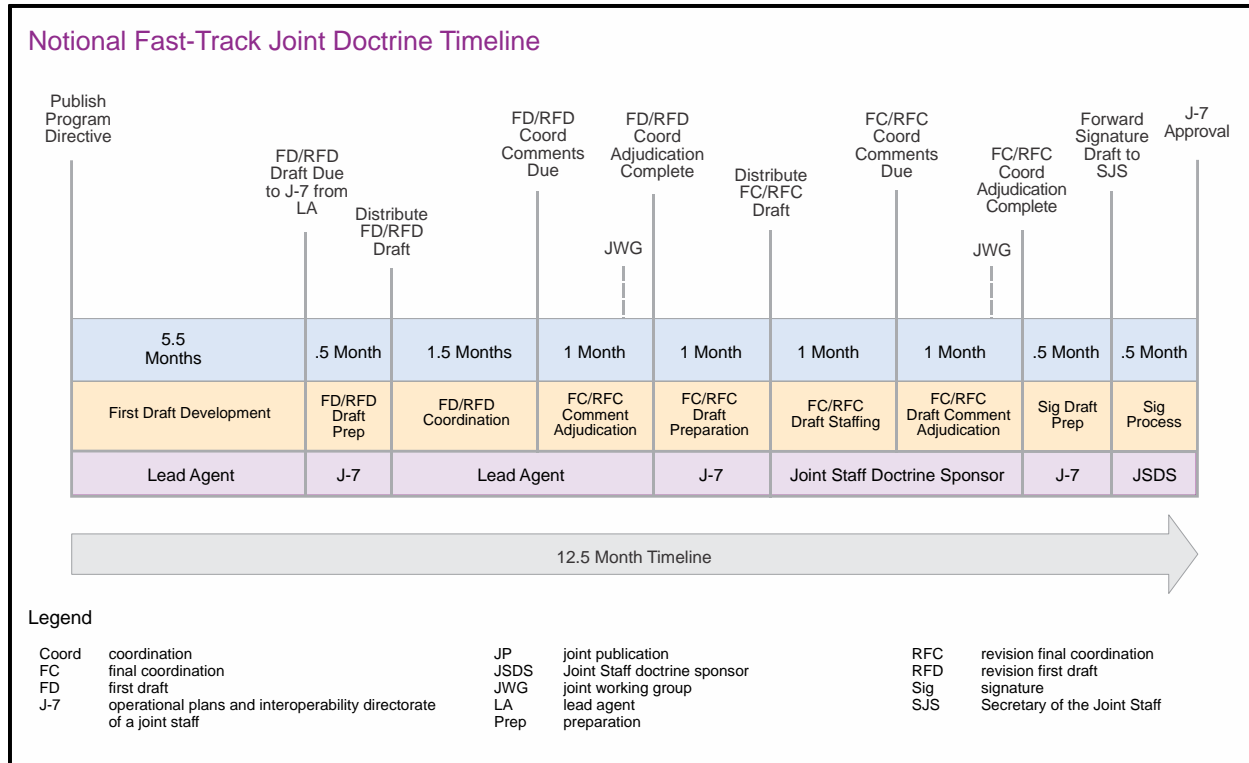 Notional Fast-Track Joint Doctrine Timeline
Publish
Program
Directive
FD/RFD
Draft Due
to J-7 from
LA
Distribute
FD/RFD
Draft
FD/RFD
Coord
Comments
Due
JWG
FD/RFD
Coord
Adjudication
Complete
Distribute
FC/RFC
Draft
FC/RFC
Coord
Comments
Due
JWG
FC/RFC
Coord
Adjudication
Complete
Forward
Signature
Draft to
SJS
J-7
Approval
5.5
Months
.5 Month
1.5 Months
1 Month
1 Month
1 Month
1 Month
.5 Month
.5 Month
First Draft Development
FD/RFD
Draft
Prep
FD/RFD
Coordination
FC/RFC
Comment
Adjudication
FC/RFC
Draft
Preparation
FC/RFC
Draft Staffing
FC/RFC
Draft Comment
Adjudication
Sig Draft
Prep
Sig
Process
Lead Agent
J-7
Lead Agent
J-7
Joint Staff Doctrine Sponsor
J-7
JSDS
12.5 Month Timeline
Legend
Coord coordination
FC final coordination
FD first draft
J-7 operational plans and interoperability directorate
of a joint staff
JP joint publication
JSDS Joint Staff doctrine sponsor
JWG joint working group
LA lead agent
Prep preparation
RFC revision final coordination
RFD revision first draft
Sig signature
SJS Secretary of the Joint Staff